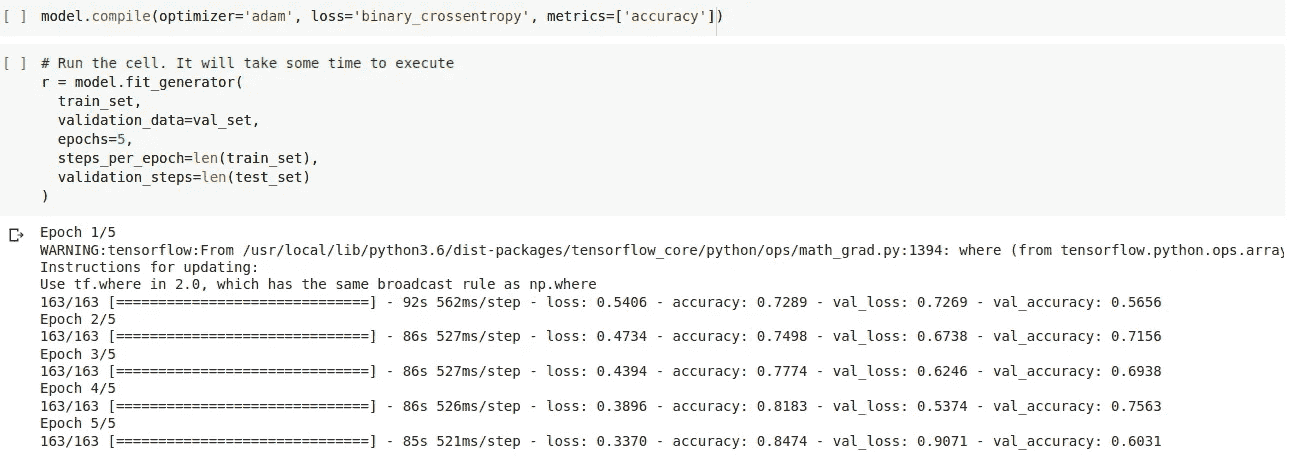 [ ] model.compile(optimizer='adam', loss='binary_crossentropy', metrics=['accuracy'])
[ ] # Run the cell. It will take some time to execute
r = model.fit_generator(
train_set,
validation_data=val_set,
epochs=5,
steps_per_epoch=len(train_set),
validation_steps=len(test_set)
)
Epoch 1/5
WARNING:tensorflow:From /usr/local/lib/python3.6/dist-packages/tensorflow_core/python/ops/math_grad.py:1394: where (from tensorflow.python.ops.array
Instructions for updating:
Use tf.where in 2.0, which has the same broadcast rule as np.where
163/163 [==============================] - 92s 562ms/step - loss: 0.5406 - accuracy: 0.7289 - val_loss: 0.7269 - val_accuracy: 0.5656
Epoch 2/5
163/163 [==============================] - 86s 527ms/step - loss: 0.4734 - accuracy: 0.7498 - val_loss: 0.6738 - val_accuracy: 0.7156
Epoch 3/5
163/163 [==============================] - 86s 527ms/step - loss: 0.4394 - accuracy: 0.7774 - val_loss: 0.6246 - val_accuracy: 0.6938
Epoch 4/5
163/163 [==============================] - 86s 526ms/step - loss: 0.3896 - accuracy: 0.8183 - val_loss: 0.5374 - val_accuracy: 0.7563
Epoch 5/5
163/163 [==============================] - 85s 521ms/step - loss: 0.3370 - accuracy: 0.8474 - val_loss: 0.9071 - val_accuracy: 0.6031